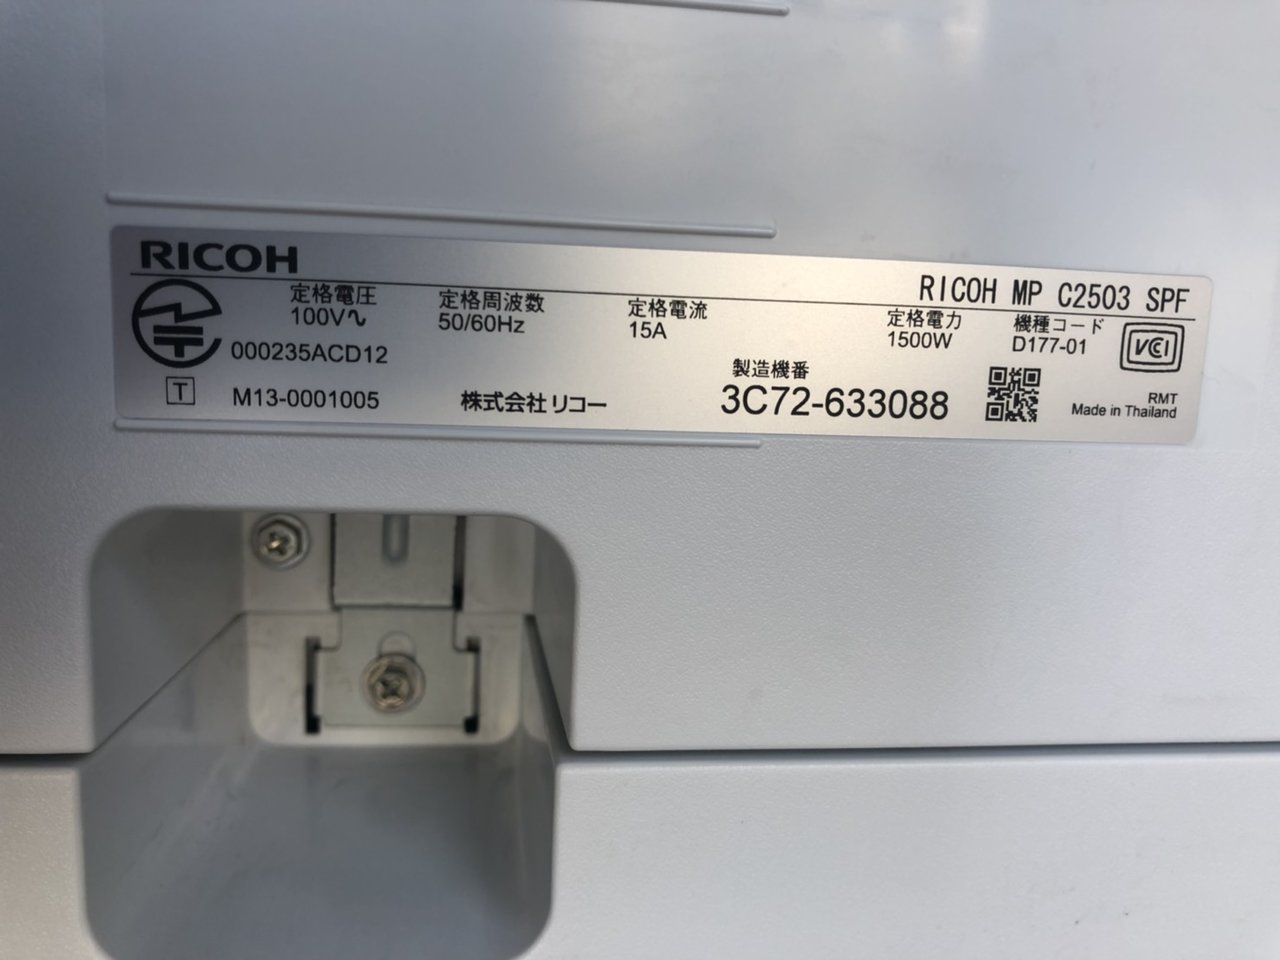 RICOH
RICOH MP C2503 SPF
定格電圧 定格周波数 定格電流 定格電力 機種コード
100V∿ 50/60Hz 15A 1500W D177-01
VCCI
000235ACD12
製造機番
T M13-0001005 株式会社リコー 3C72-633088
RMT
Made in Thailand